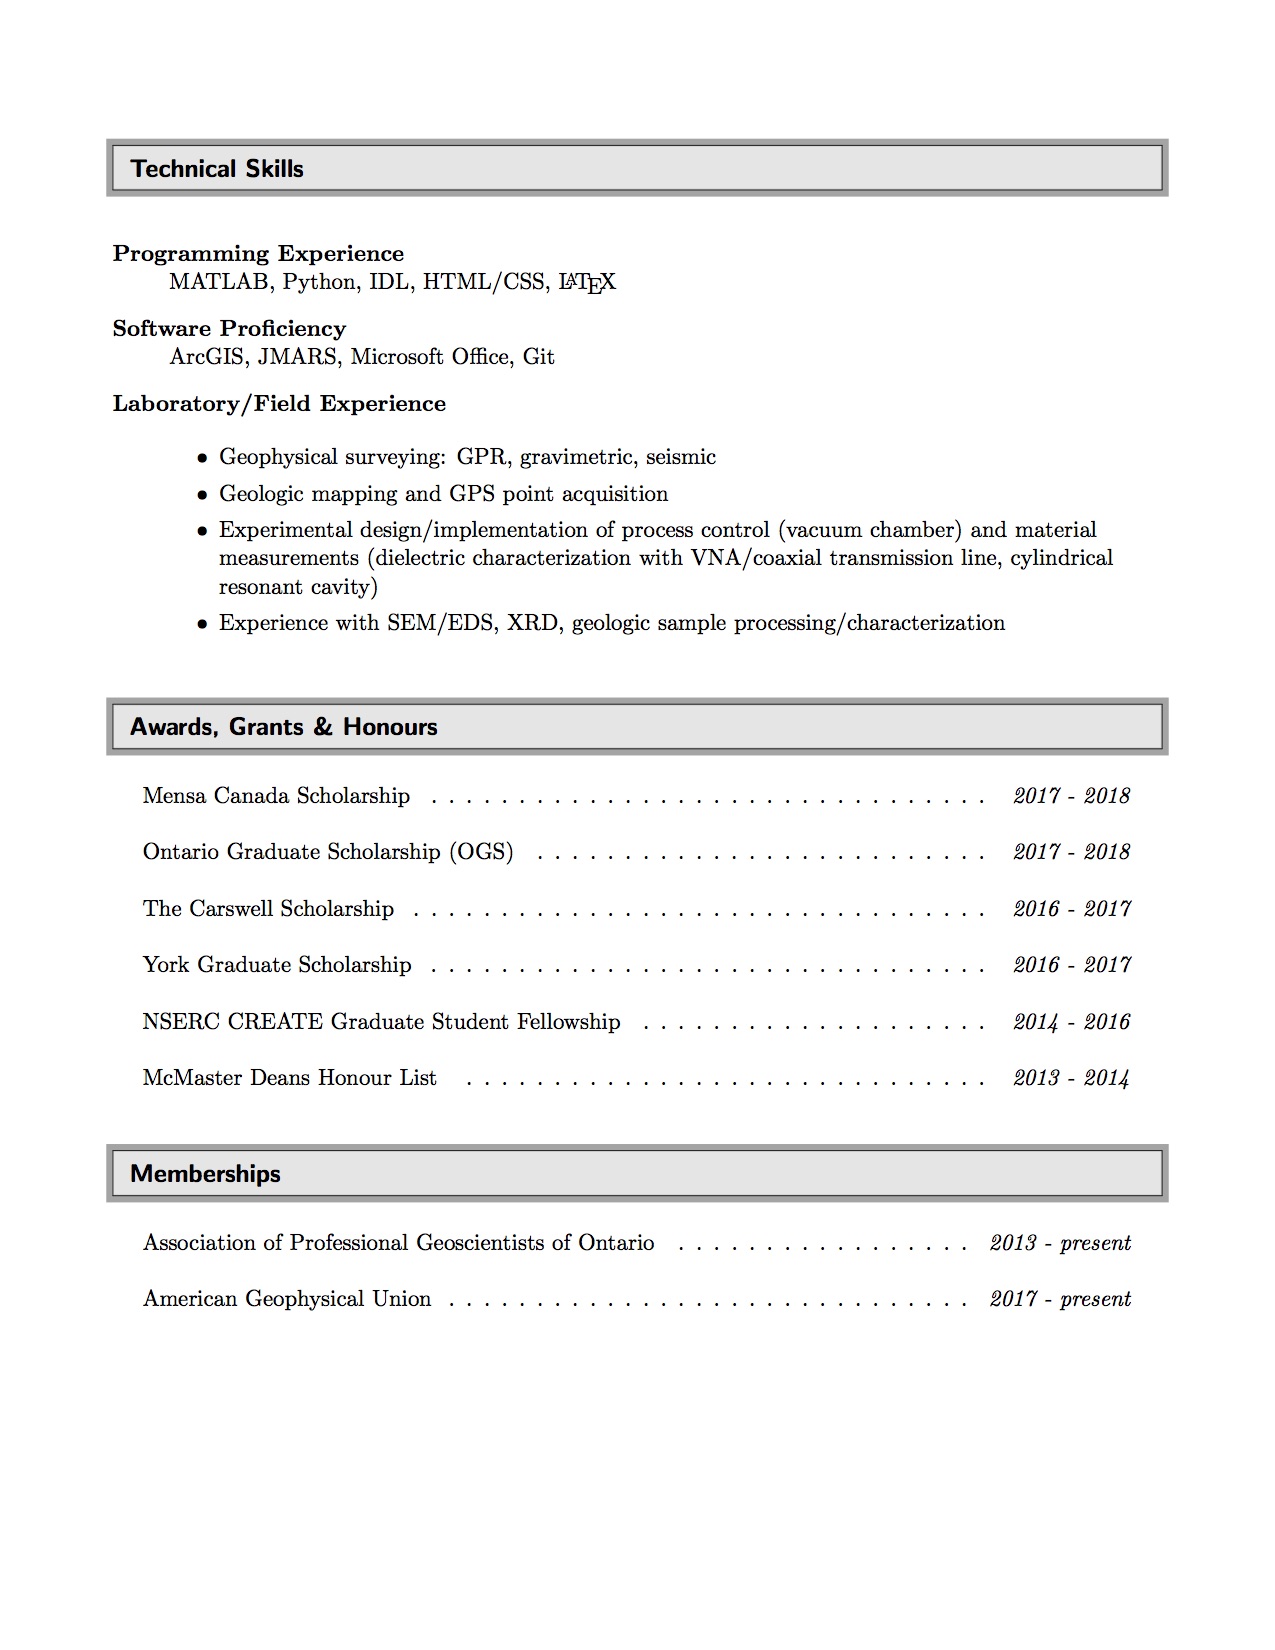 Technical Skills
Programming Experience
MATLAB, Python, IDL, HTML/CSS, LATEX
Software Proficiency
ArcGIS, JMARS, Microsoft Office, Git
Laboratory/Field Experience
• Geophysical surveying: GPR, gravimetric, seismic
• Geologic mapping and GPS point acquisition
• Experimental design/implementation of process control (vacuum chamber) and material
measurements (dielectric characterization with VNA/coaxial transmission line, cylindrical
resonant cavity)
• Experience with SEM/EDS, XRD, geologic sample processing/characterization
Awards, Grants & Honours
Mensa Canada Scholarship . . . . . . . . . . . . . . . . . . . . . . . . . . . . . . . . 2017 - 2018
Ontario Graduate Scholarship (OGS) . . . . . . . . . . . . . . . . . . . . . . . . . . 2017 - 2018
The Carswell Scholarship . . . . . . . . . . . . . . . . . . . . . . . . . . . . . . . . . 2016 - 2017
York Graduate Scholarship . . . . . . . . . . . . . . . . . . . . . . . . . . . . . . . . 2016 - 2017
NSERC CREATE Graduate Student Fellowship . . . . . . . . . . . . . . . . . . . . 2014 - 2016
McMaster Deans Honour List . . . . . . . . . . . . . . . . . . . . . . . . . . . . . . 2013 - 2014
Memberships
Association of Professional Geoscientists of Ontario . . . . . . . . . . . . . . . . . 2013 - present
American Geophysical Union . . . . . . . . . . . . . . . . . . . . . . . . . . . . . . 2017 - present